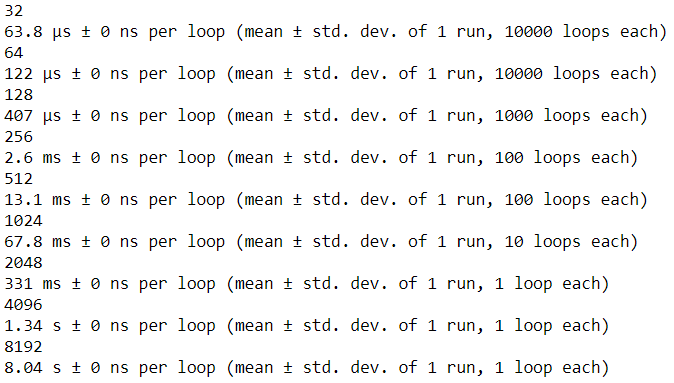 32
63.8 µs ± 0 ns per loop (mean ± std. dev. of 1 run, 10000 loops each)
64
122 µs ± 0 ns per loop (mean ± std. dev. of 1 run, 10000 loops each)
128
407 µs ± 0 ns per loop (mean ± std. dev. of 1 run, 1000 loops each)
256
2.6 ms ± 0 ns per loop (mean ± std. dev. of 1 run, 100 loops each)
512
13.1 ms ± 0 ns per loop (mean ± std. dev. of 1 run, 100 loops each)
1024
67.8 ms ± 0 ns per loop (mean ± std. dev. of 1 run, 10 loops each)
2048
331 ms ± 0 ns per loop (mean ± std. dev. of 1 run, 1 loop each)
4096
1.34 s ± 0 ns per loop (mean ± std. dev. of 1 run, 1 loop each)
8192
8.04 s ± 0 ns per loop (mean ± std. dev. of 1 run, 1 loop each)